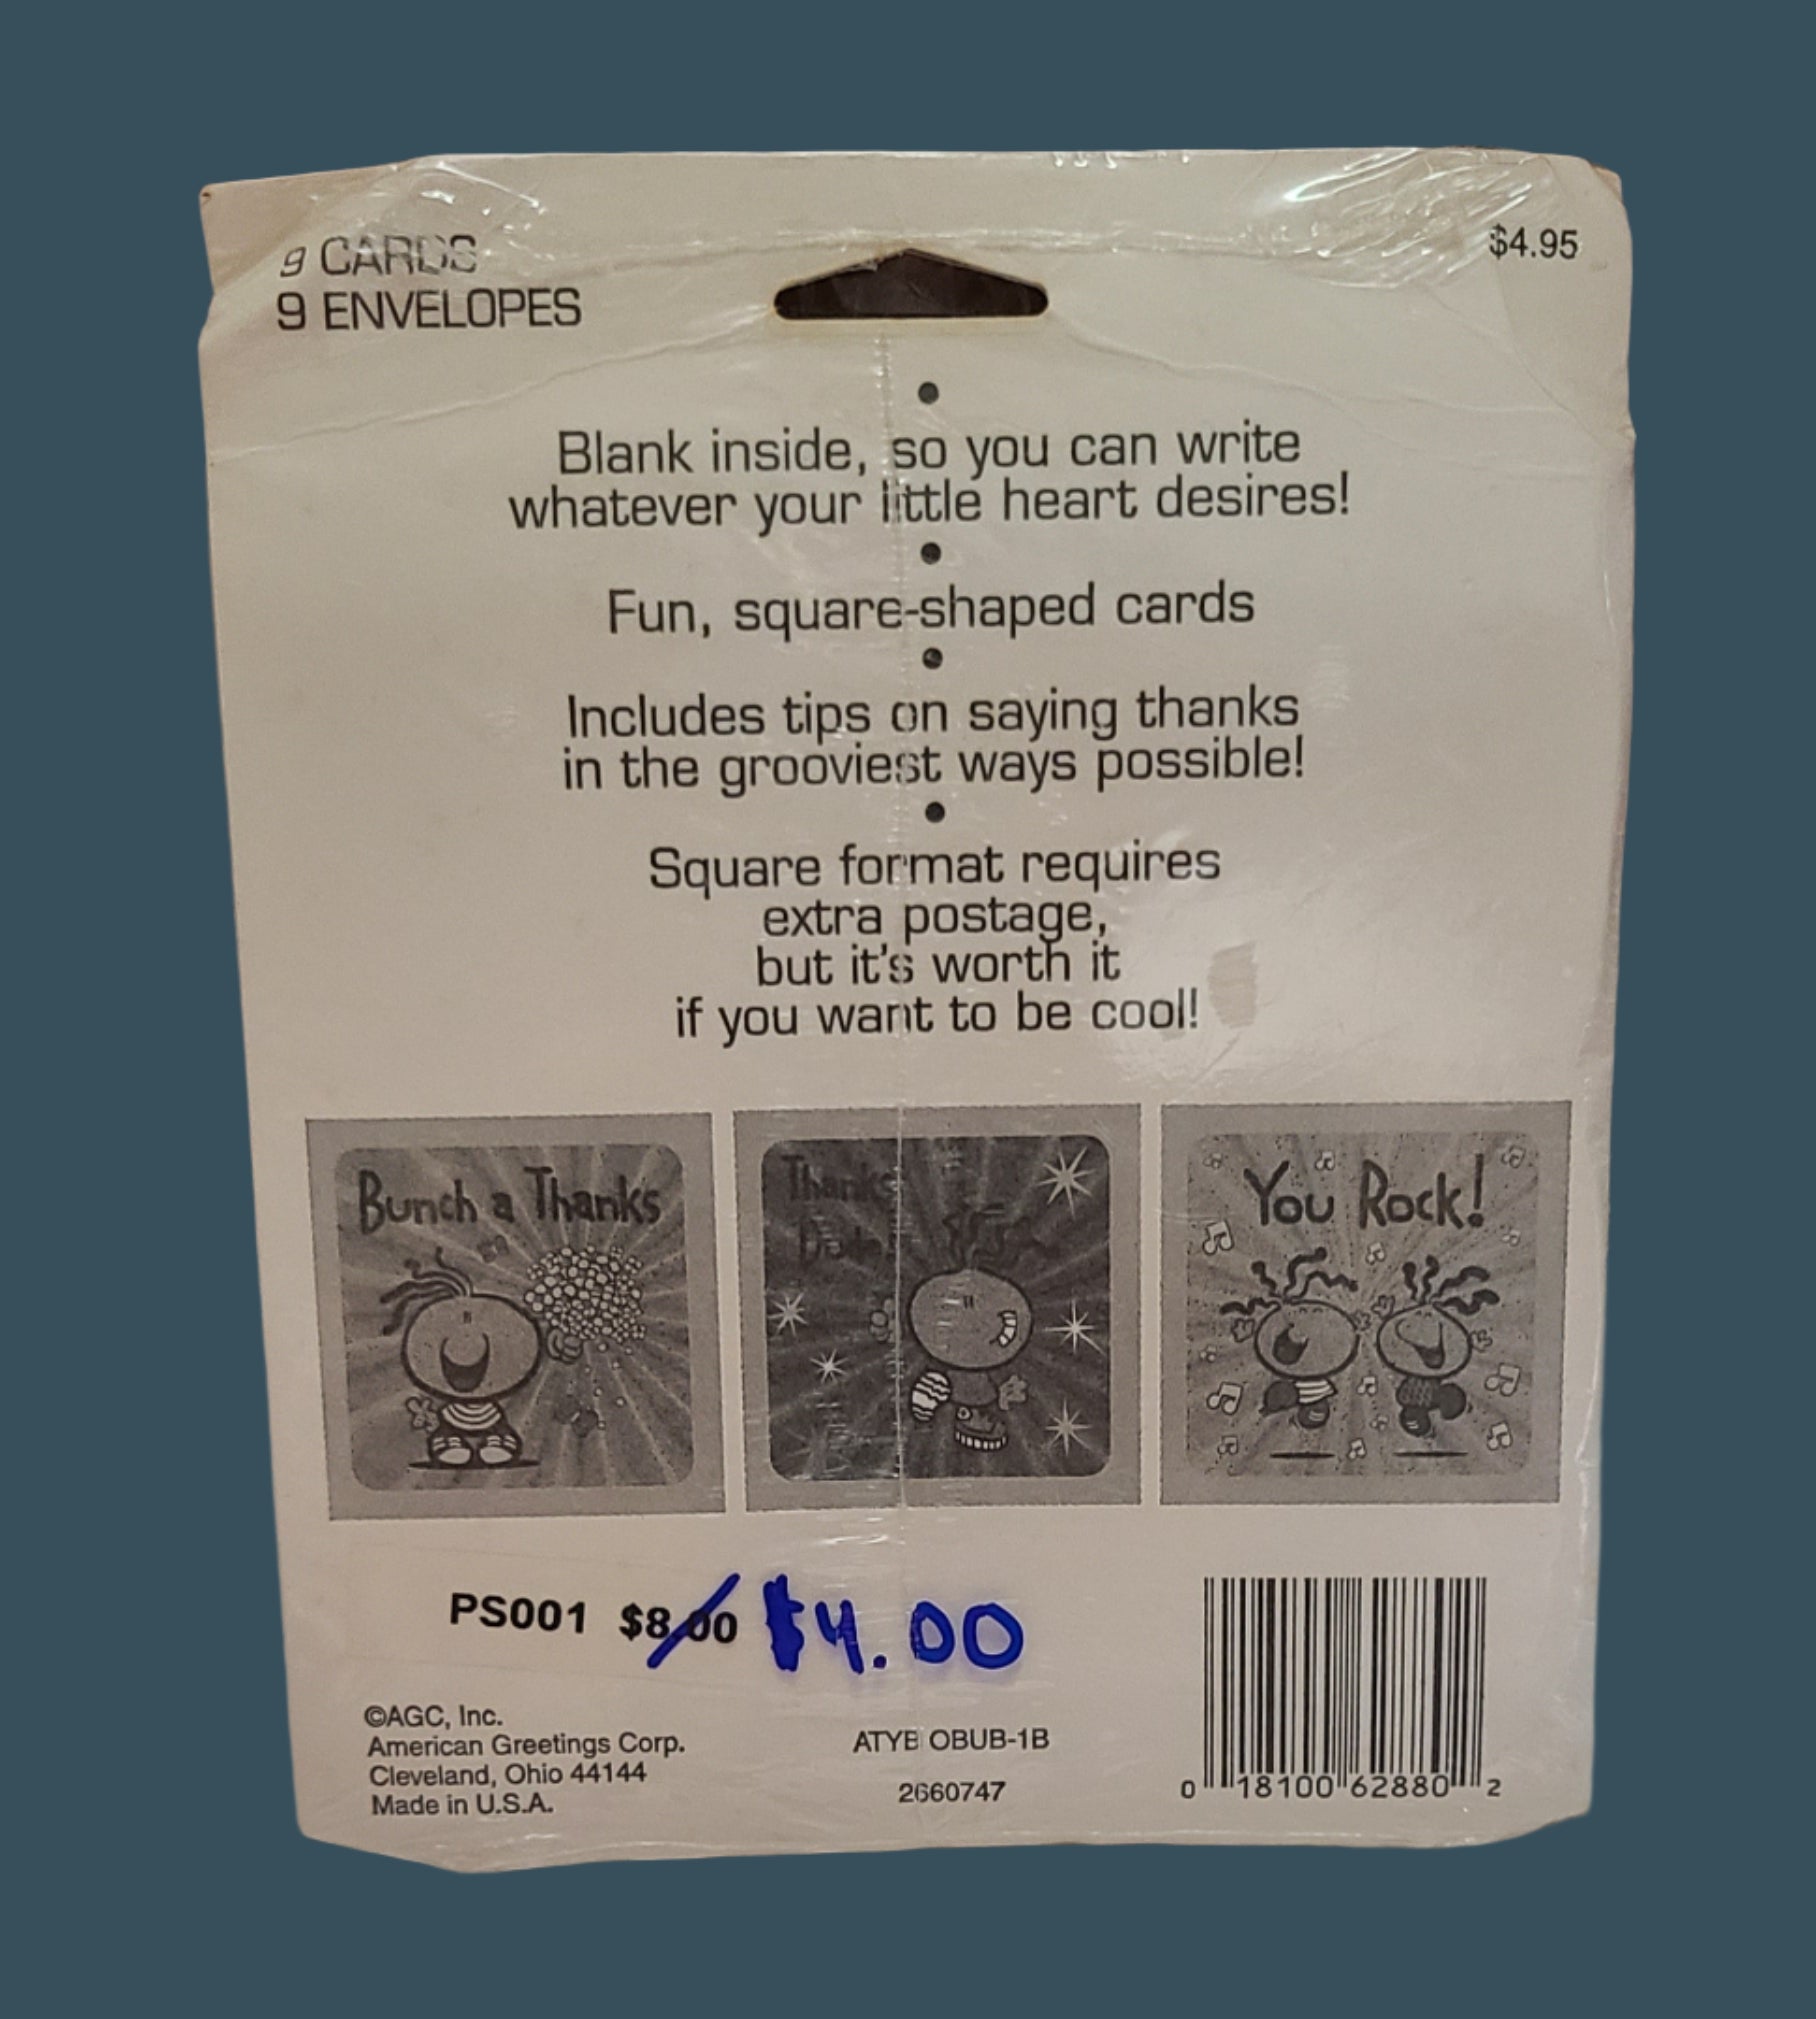 9 CARDS
9 ENVELOPES
$4.95
•
Blank inside, so you can write
whatever your little heart desires!
•
Fun, square-shaped cards
•
Includes tips on saying thanks
in the grooviest ways possible!
•
Square format requires
extra postage,
but it's worth it
if you want to be cool!
Bunch a Thanks
Thanks
Dude
You Rock!
PS001 $8.00 $4.00
©AGC, Inc.
American Greetings Corp.
Cleveland, Ohio 44144
Made in U.S.A.
ATYB OBUB-1B
2660747
0 18100 62880 2